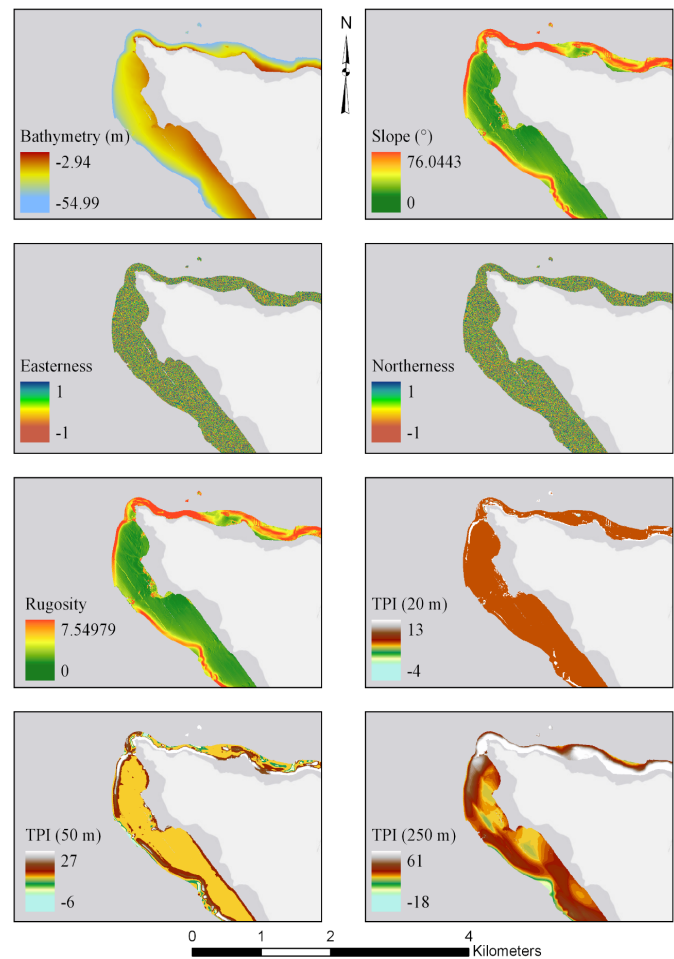 N
Bathymetry (m)
-2.94
-54.99
Slope (°)
76.0443
0
Easterness
1
-1
Northerness
1
-1
Rugosity
7.54979
0
TPI (20 m)
13
-4
TPI (50 m)
27
-6
TPI (250 m)
61
-18
0 1 2 4
Kilometers